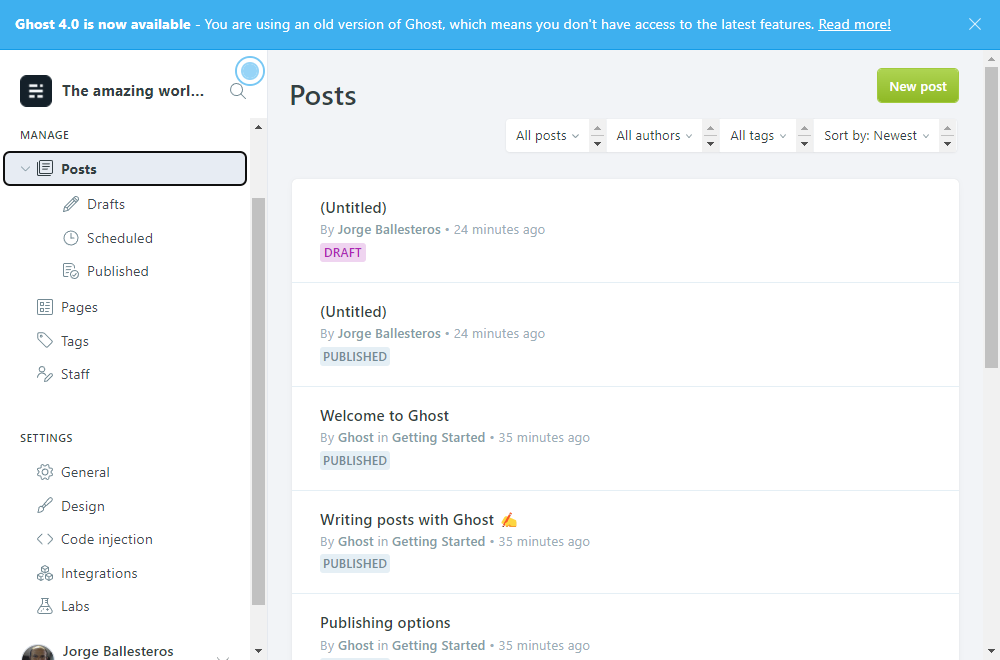 Ghost 4.0 is now available - You are using an old version of Ghost, which means you don't have access to the latest features. Read more!
The amazing worl...
MANAGE
Posts
Drafts
Scheduled
Published
Pages
Tags
Staff
SETTINGS
General
Design
Code injection
Integrations
Labs
Jorge Ballesteros
Posts
New post
All posts
All authors
All tags
Sort by: Newest
(Untitled)
By Jorge Ballesteros • 24 minutes ago
DRAFT
(Untitled)
By Jorge Ballesteros • 24 minutes ago
PUBLISHED
Welcome to Ghost
By Ghost in Getting Started • 35 minutes ago
PUBLISHED
Writing posts with Ghost ✍️
By Ghost in Getting Started • 35 minutes ago
PUBLISHED
Publishing options
By Ghost in Getting Started • 35 minutes ago